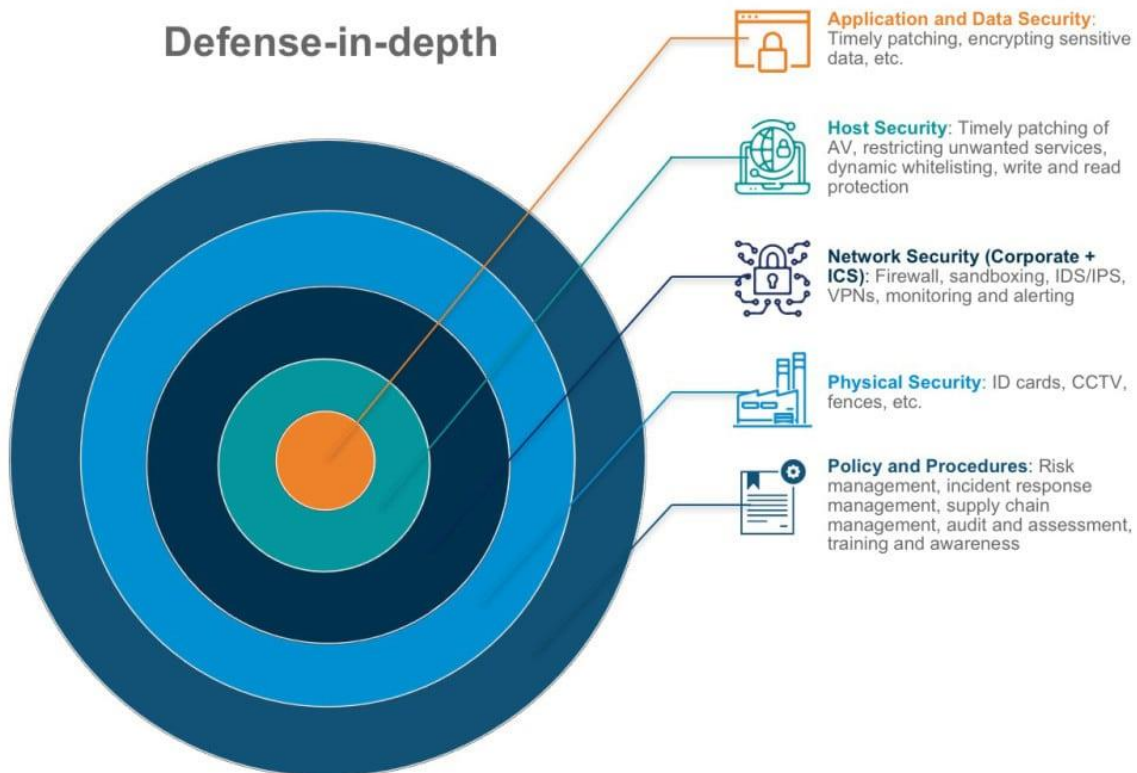 Defense-in-depth
Application and Data Security:
Timely patching, encrypting sensitive
data, etc.
Host Security: Timely patching of
AV, restricting unwanted services,
dynamic whitelisting, write and read
protection
Network Security (Corporate +
ICS): Firewall, sandboxing, IDS/IPS,
VPNs, monitoring and alerting
Physical Security: ID cards, CCTV,
fences, etc.
Policy and Procedures: Risk
management, incident response
management, supply chain
management, audit and assessment,
training and awareness